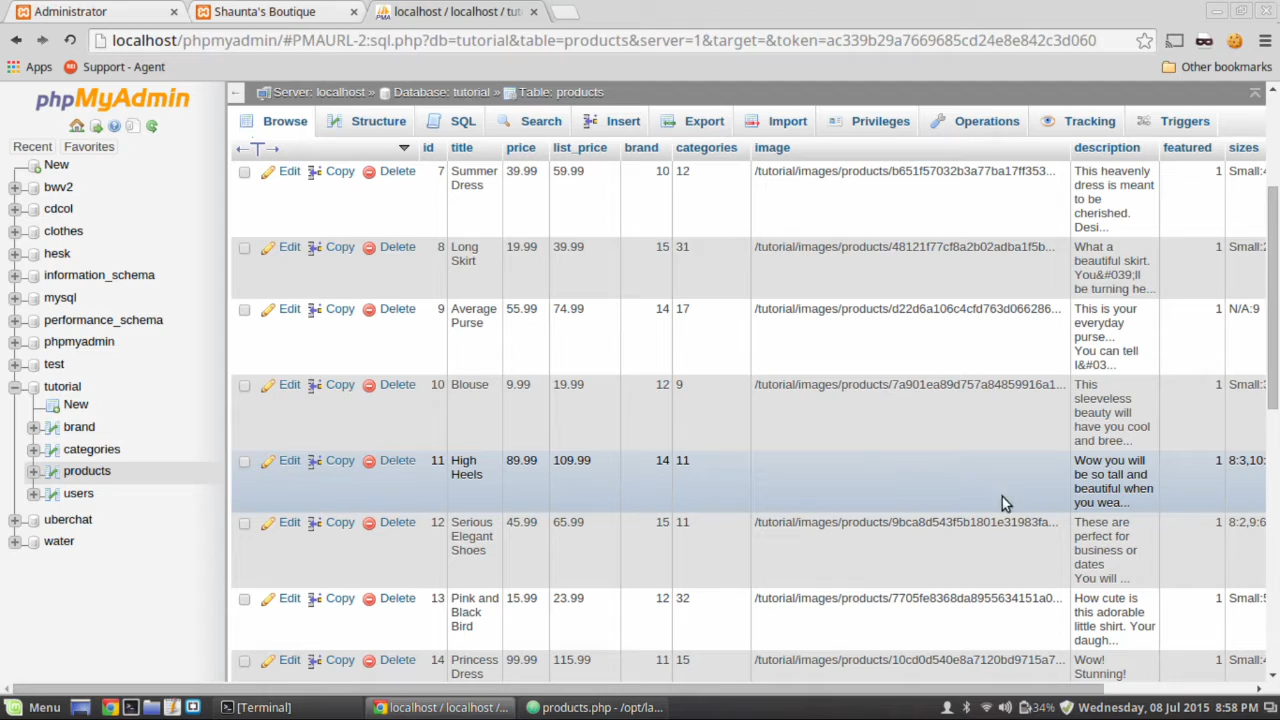 Administrator
Shaunta's Boutique
localhost / localhost / tut
localhost/phpmyadmin/#PMAURL-2:sql.php?db=tutorial&table=products&server=1&target=&token=ac339b29a7669685cd24e8e842c3d060
Apps
Support - Agent
Other bookmarks
phpMyAdmin
Recent
Favorites
New
bwv2
cdcol
clothes
hesk
information_schema
mysql
performance_schema
phpmyadmin
test
tutorial
New
brand
categories
products
users
uberchat
water
Server: localhost » Database: tutorial » Table: products
Browse Structure SQL Search Insert Export Import Privileges Operations Tracking Triggers
id title price list_price brand categories image description featured sizes
Edit Copy Delete 7 Summer Dress 39.99 59.99 10 12 /tutorial/images/products/b651f57032b3a77ba17ff353... This heavenly dress is meant to be cherished. Desi... 1 Small:4
Edit Copy Delete 8 Long Skirt 19.99 39.99 15 31 /tutorial/images/products/48121f77cf8a2b02adba1f5b... What a beautiful skirt. You&#039;ll be turning he... 1 Small:2
Edit Copy Delete 9 Average Purse 55.99 74.99 14 17 /tutorial/images/products/d22d6a106c4cfd763d066286... This is your everyday purse... You can tell I&#03... 1 N/A:9
Edit Copy Delete 10 Blouse 9.99 19.99 12 9 /tutorial/images/products/7a901ea89d757a84859916a1... This sleeveless beauty will have you cool and bree... 1 Small:3
Edit Copy Delete 11 High Heels 89.99 109.99 14 11 Wow you will be so tall and beautiful when you wea... 1 8:3,10:
Edit Copy Delete 12 Serious Elegant Shoes 45.99 65.99 15 11 /tutorial/images/products/9bca8d543f5b1801e31983fa... These are perfect for business or dates You will ... 1 8:2,9:6
Edit Copy Delete 13 Pink and Black Bird 15.99 23.99 12 32 /tutorial/images/products/7705fe8368da8955634151a0... How cute is this adorable little shirt. Your daugh... 1 Small:5
Edit Copy Delete 14 Princess Dress 99.99 115.99 11 15 /tutorial/images/products/10cd0d540e8a7120bd9715a7... Wow! Stunning! 1 Small:4
Menu
[Terminal]
localhost / localhost /...
products.php - /opt/la...
34%
Wednesday, 08 Jul 2015 8:58 PM